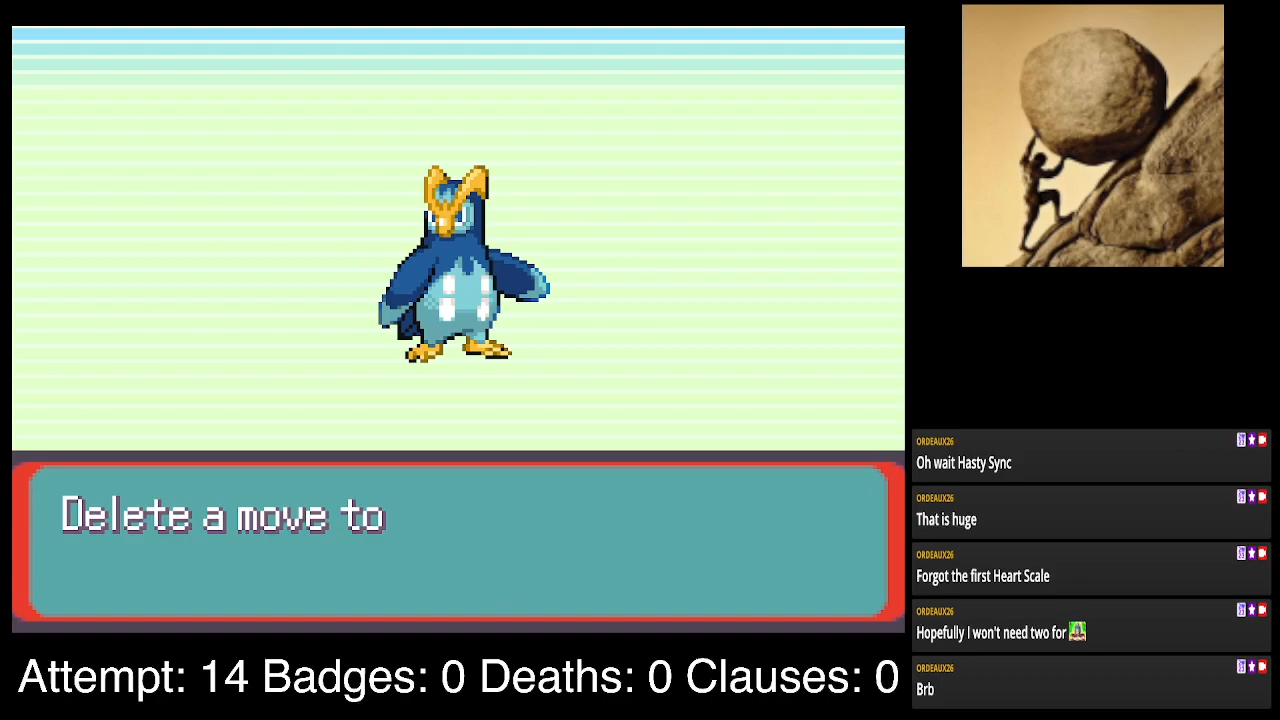 Delete a move to
Attempt: 14 Badges: 0 Deaths: 0 Clauses: 0
ORDEAUX26
Oh wait Hasty Sync
ORDEAUX26
That is huge
ORDEAUX26
Forgot the first Heart Scale
ORDEAUX26
Hopefully I won't need two for
ORDEAUX26
Brb